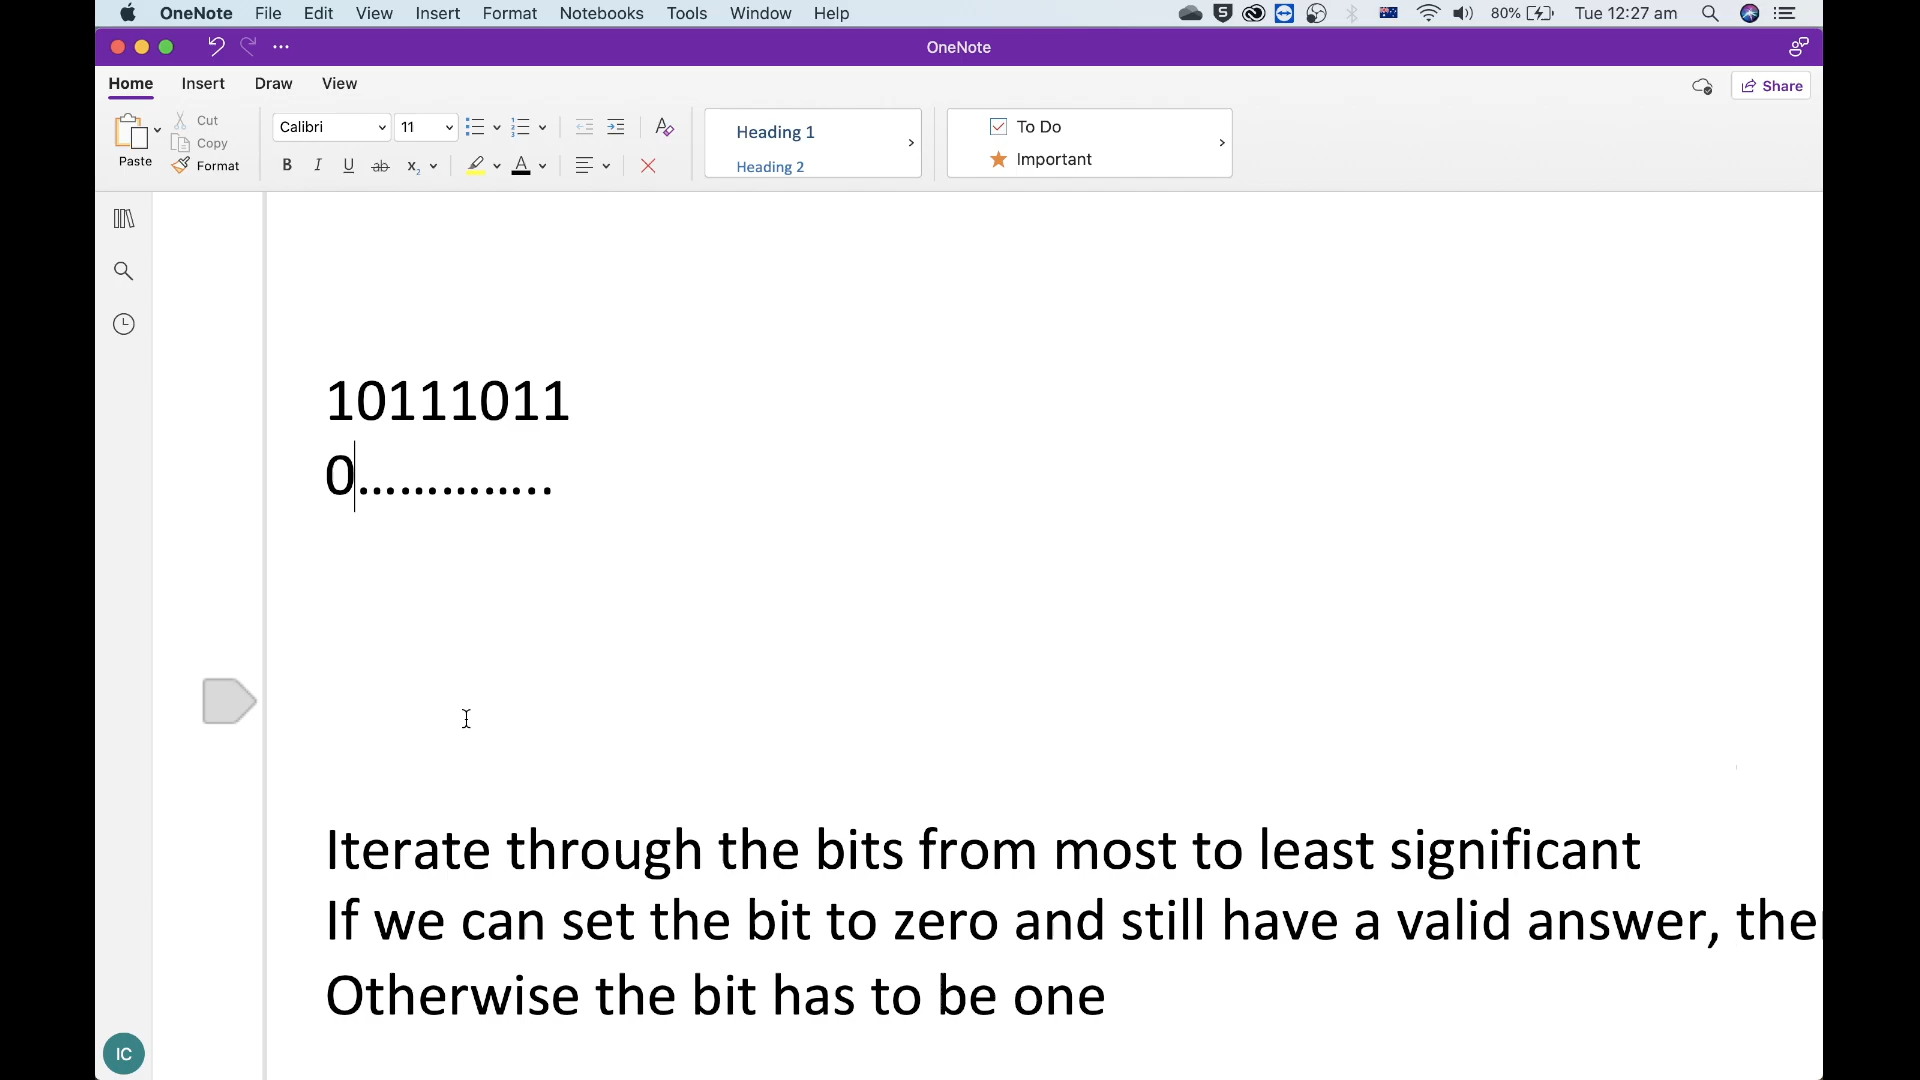 OneNote File Edit View Insert Format Notebooks Tools Window Help 80% Tue 12:27 am
OneNote
Home Insert Draw View Share
Paste Cut Copy Format
Calibri 11
B I U ab x₂ A
Heading 1
Heading 2
To Do
Important
10111011
0…………..
Iterate through the bits from most to least significant
If we can set the bit to zero and still have a valid answer,
Otherwise the bit has to be one
IC